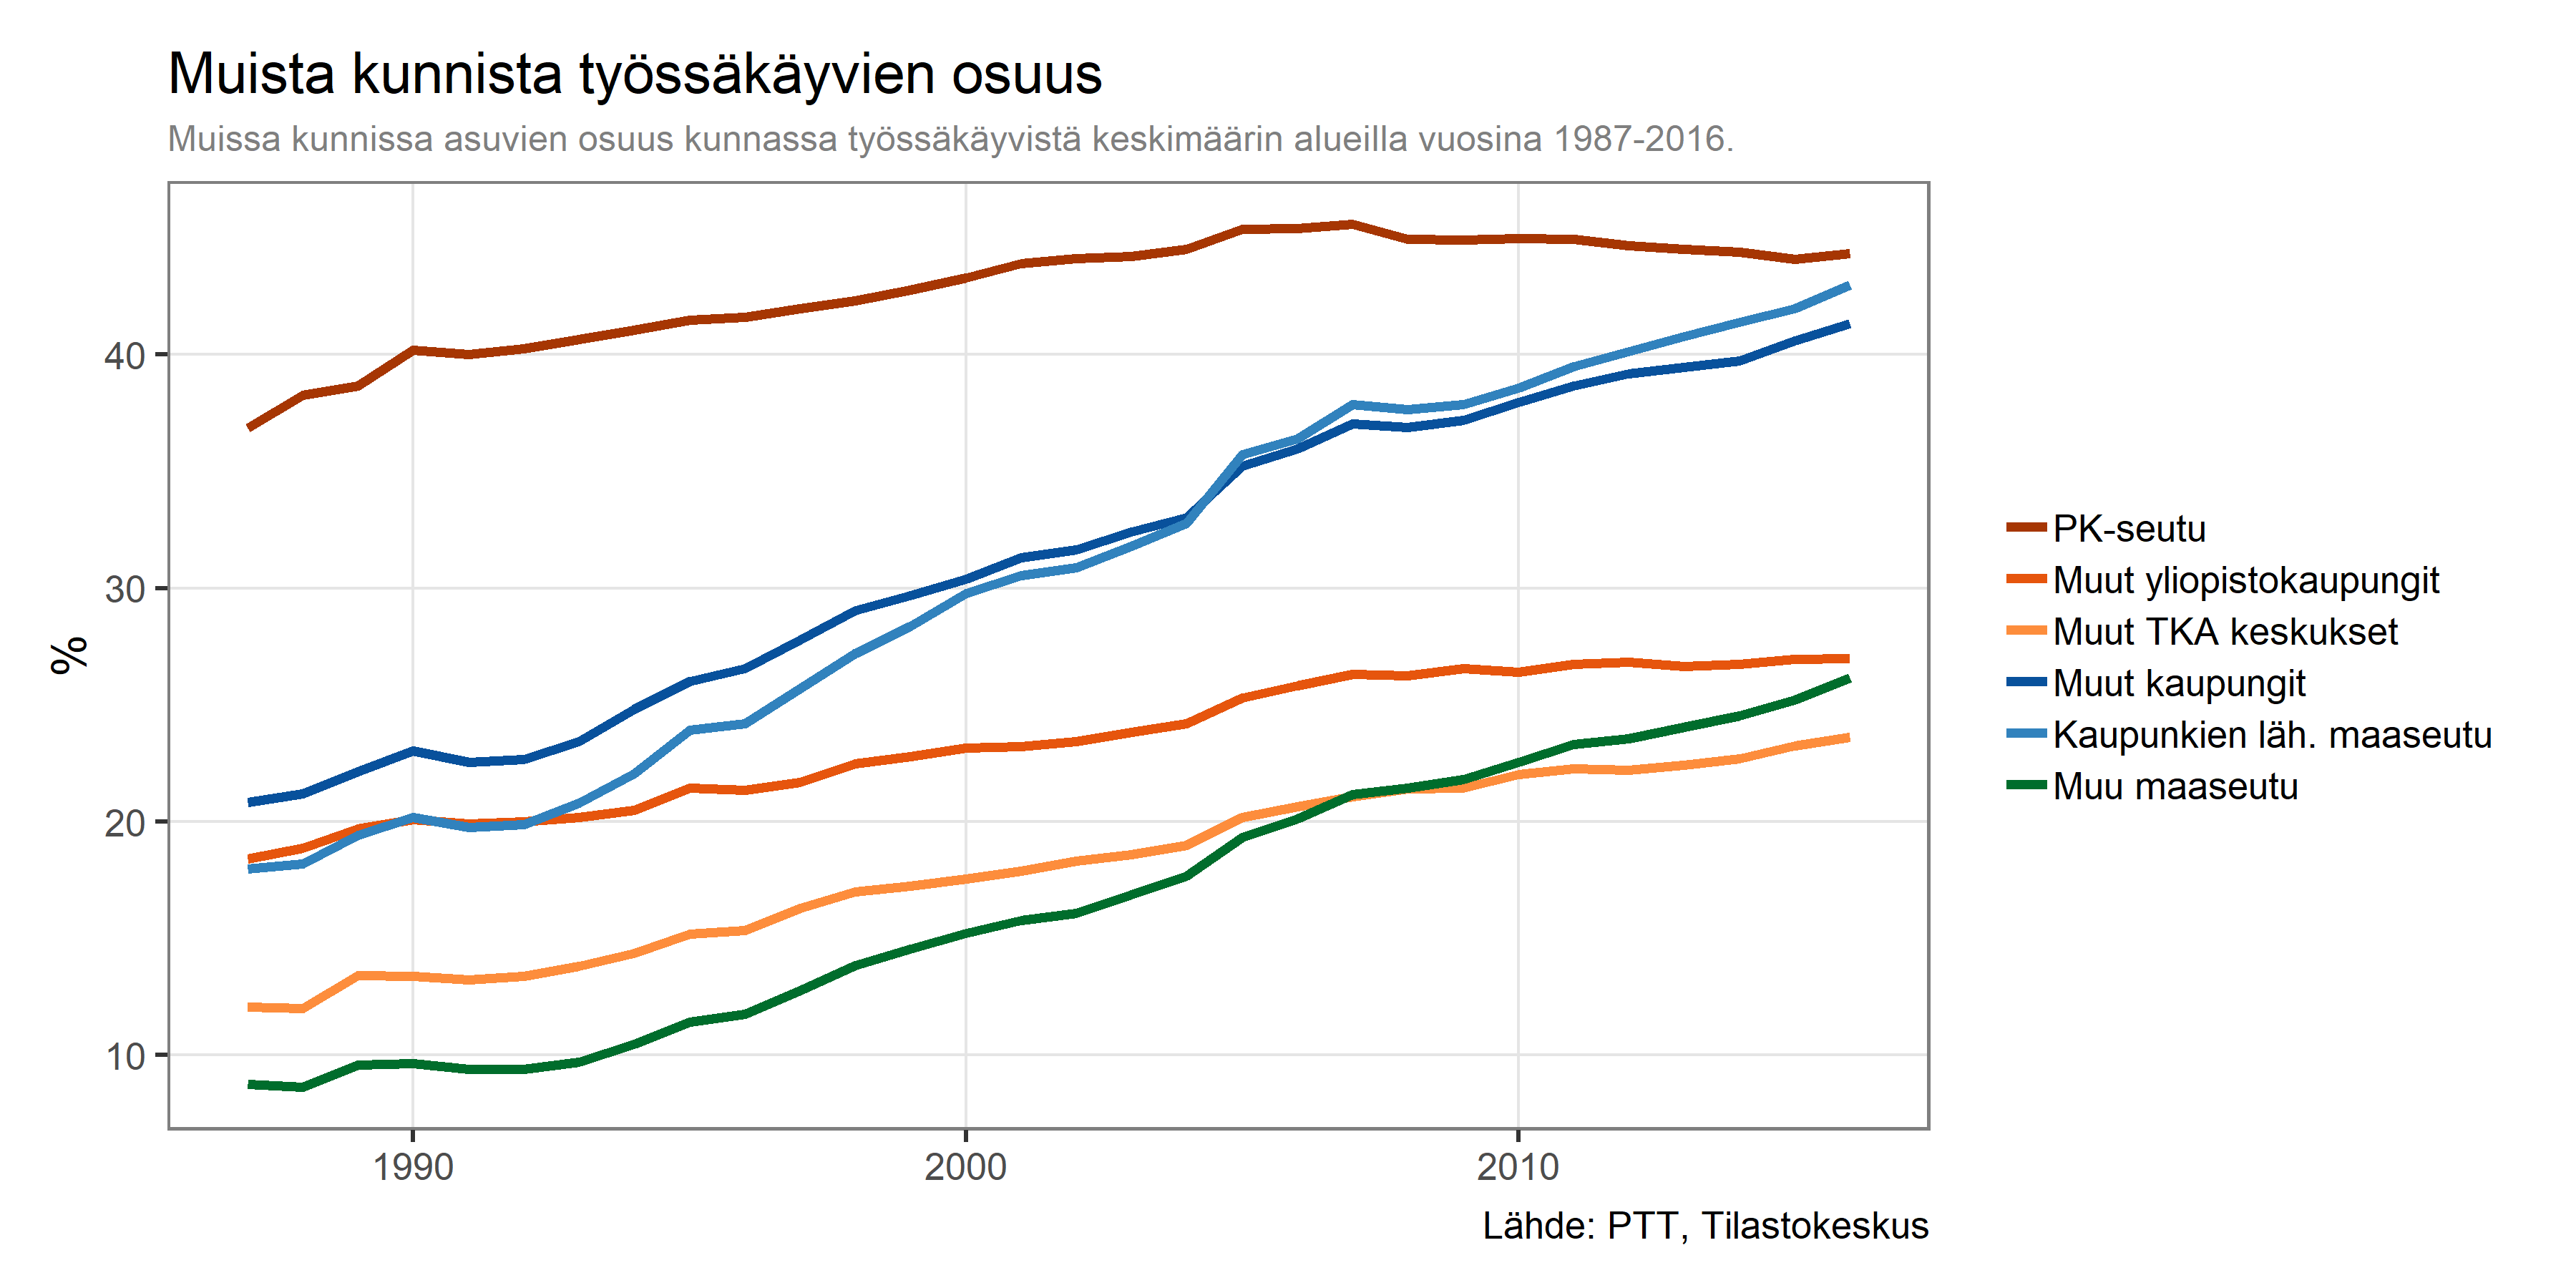 Muista kunnista työssäkäyvien osuus
Muissa kunnissa asuvien osuus kunnassa työssäkäyvistä keskimäärin alueilla vuosina 1987-2016.
%
40
30
20
10
1990
2000
2010
PK-seutu
Muut yliopistokaupungit
Muut TKA keskukset
Muut kaupungit
Kaupunkien läh. maaseutu
Muu maaseutu
Lähde: PTT, Tilastokeskus